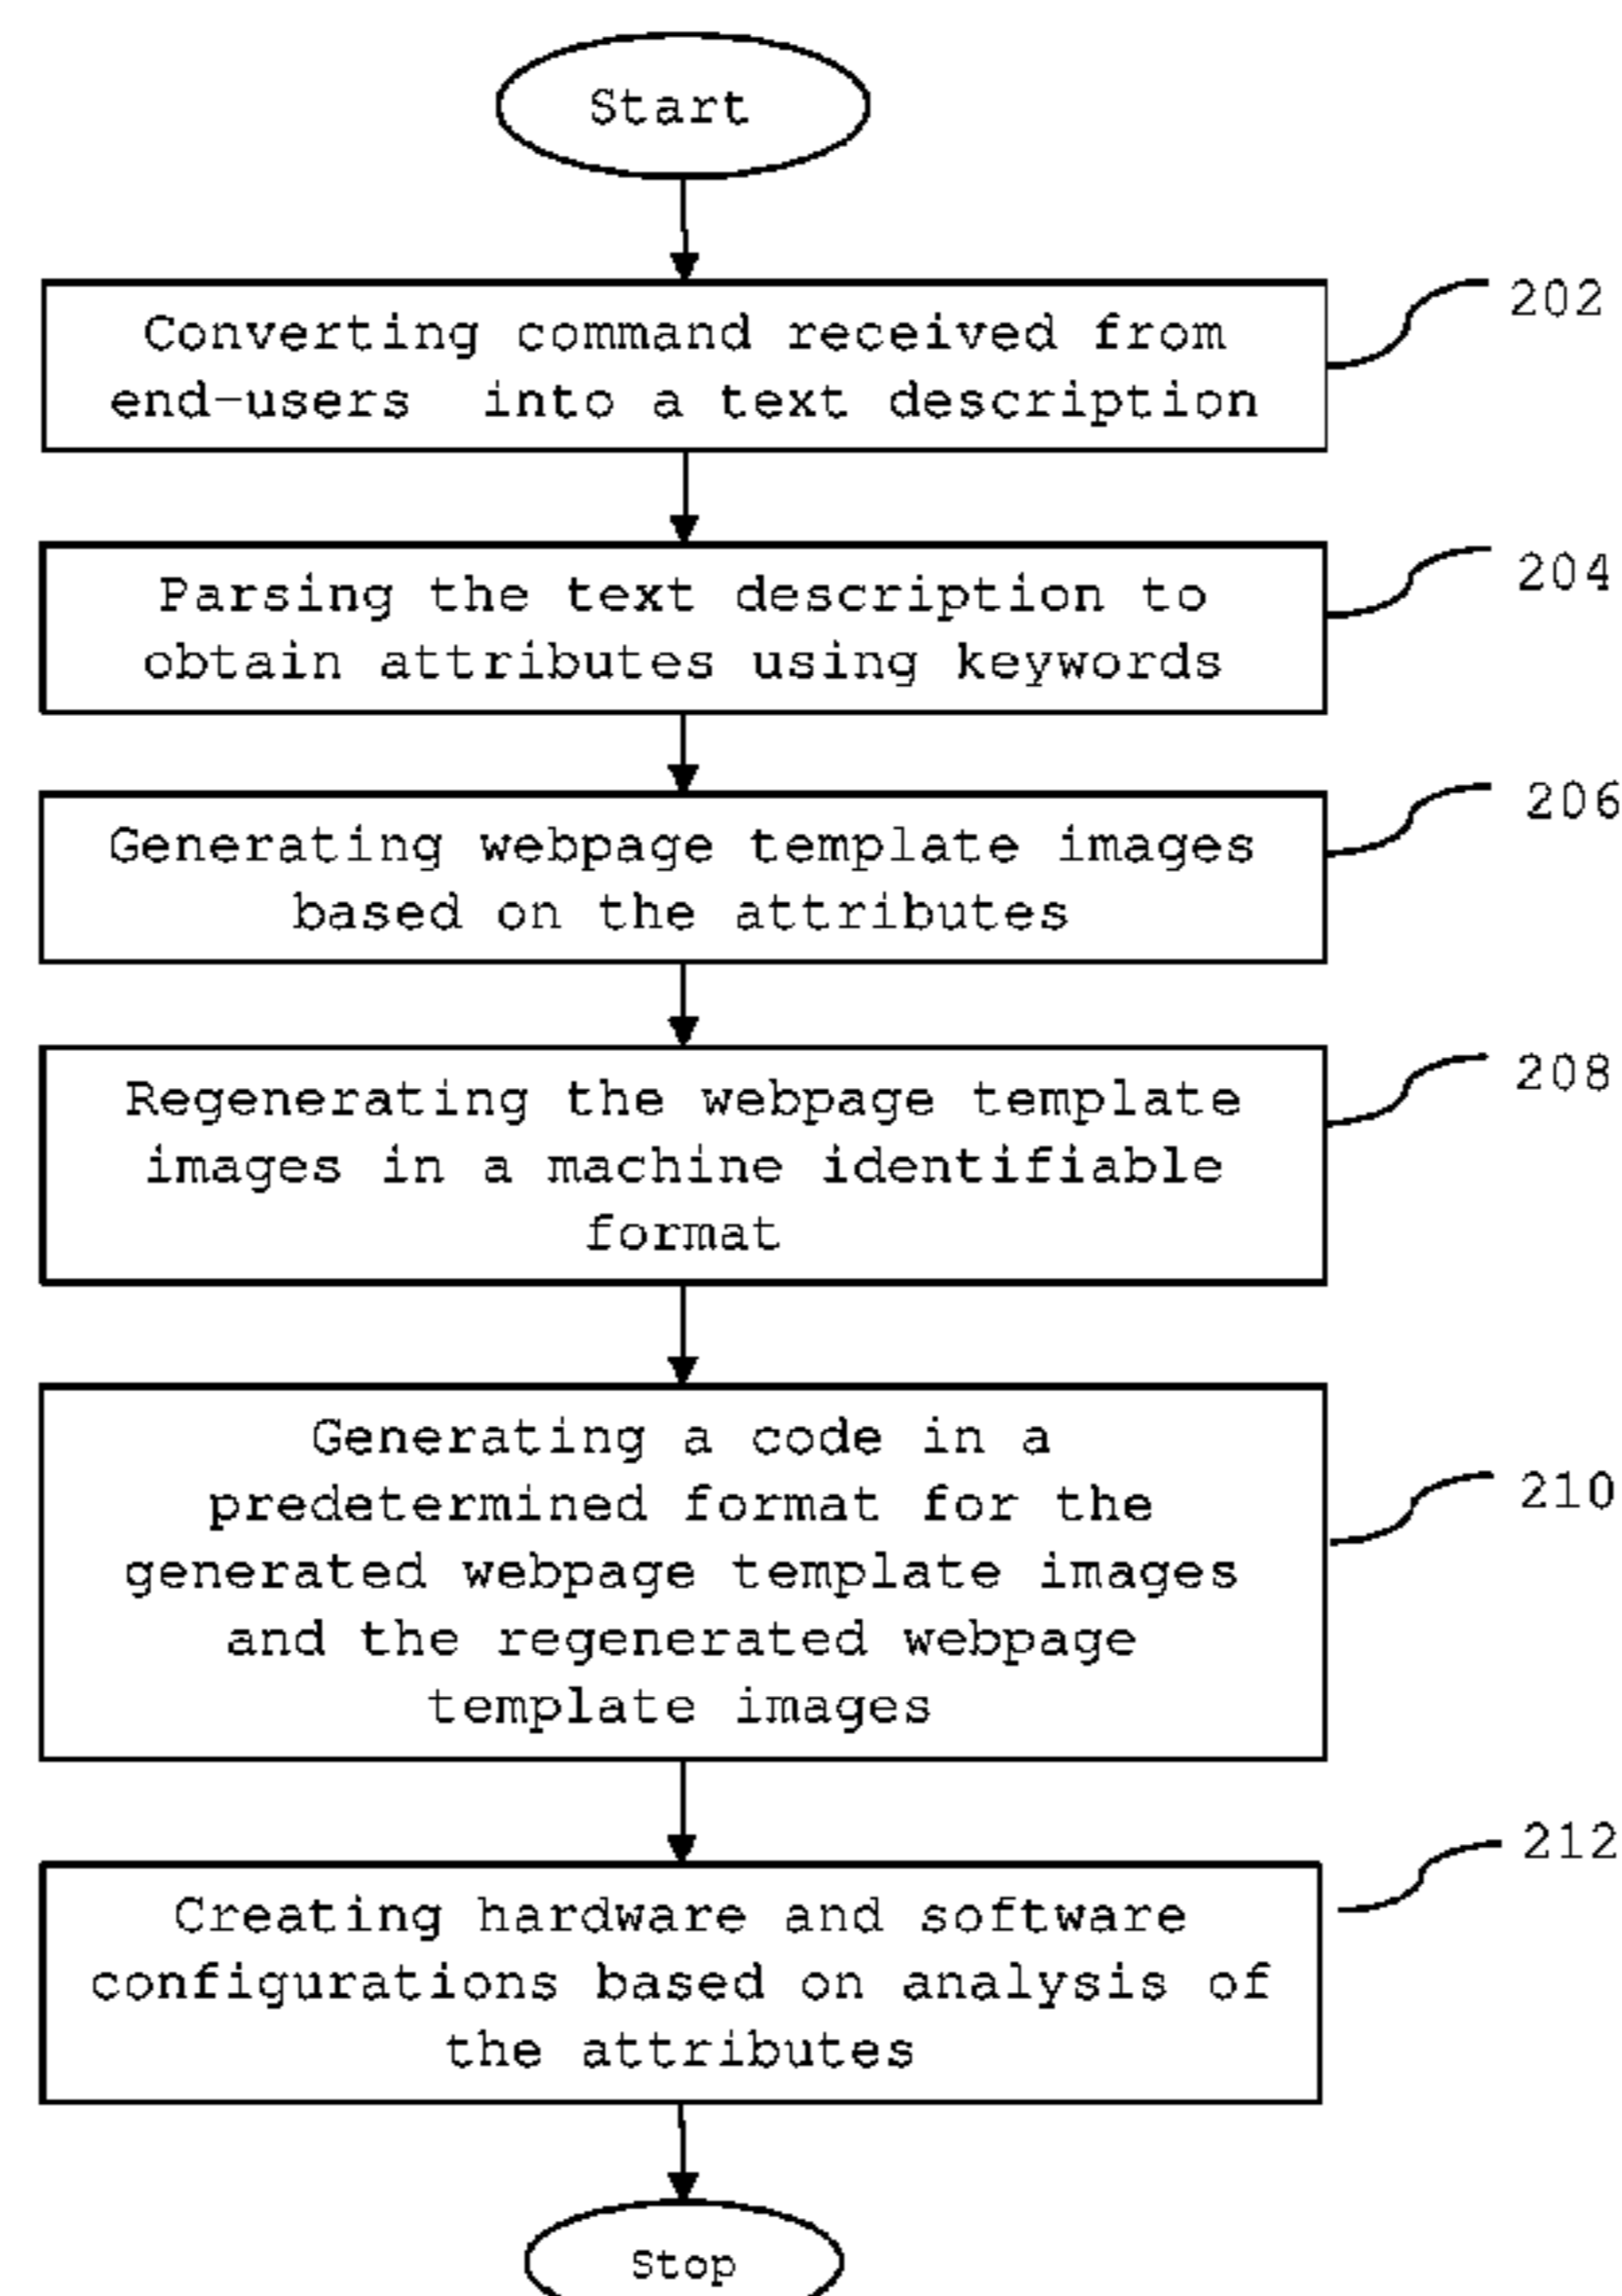 Start
Converting command received from
end-users into a text description
202
Parsing the text description to
obtain attributes using keywords
204
Generating webpage template images
based on the attributes
206
Regenerating the webpage template
images in a machine identifiable
format
208
Generating a code in a
predetermined format for the
generated webpage template images
and the regenerated webpage
template images
210
Creating hardware and software
configurations based on analysis of
the attributes
212
Stop